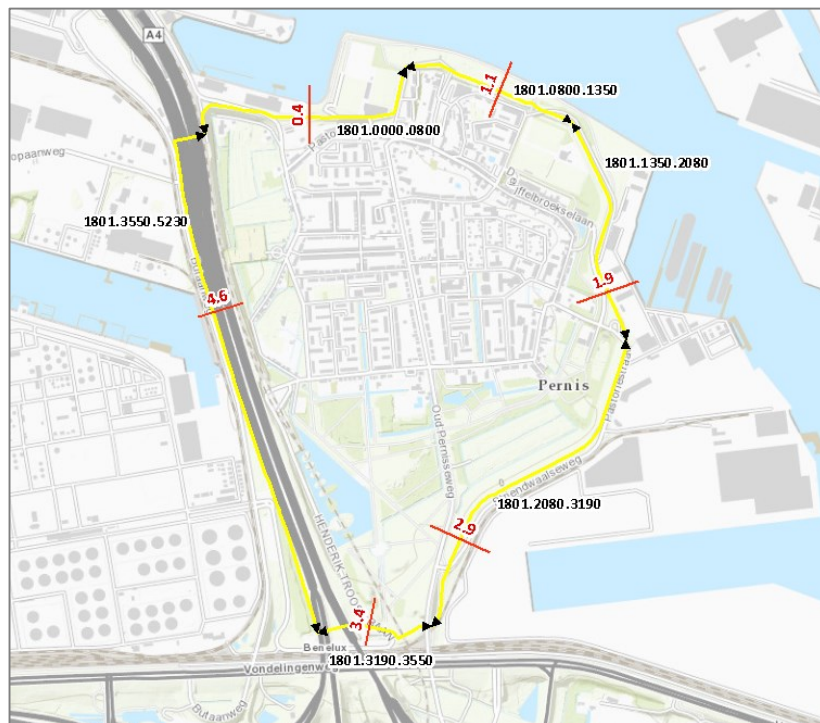 A4
0.4
1.1
1801.0800.1350
1801.0000.0800
1801.1350.2080
1801.3550.5230
4.6
1.9
Pernis
Oud Pernisseweg
1801.2080.3190
2.9
3.4
Benelux
1801.3190.3550
Vondelingenweg
Butaanweg